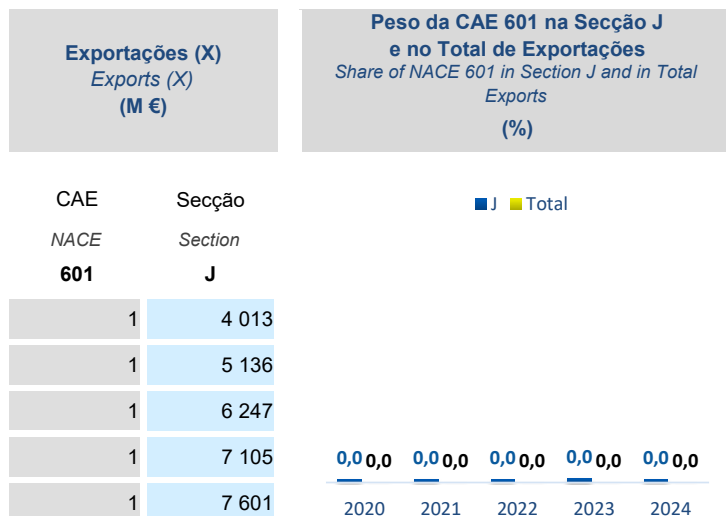 Exportações (X)
Exports (X)
(M €)
Peso da CAE 601 na Secção J
e no Total de Exportações
Share of NACE 601 in Section J and in Total
Exports
(%)
CAE Secção
NACE Section
601 J
1 4 013
1 5 136
1 6 247
1 7 105
1 7 601
J Total
0,0 0,0 0,0 0,0 0,0 0,0 0,0 0,0 0,0 0,0
2020 2021 2022 2023 2024